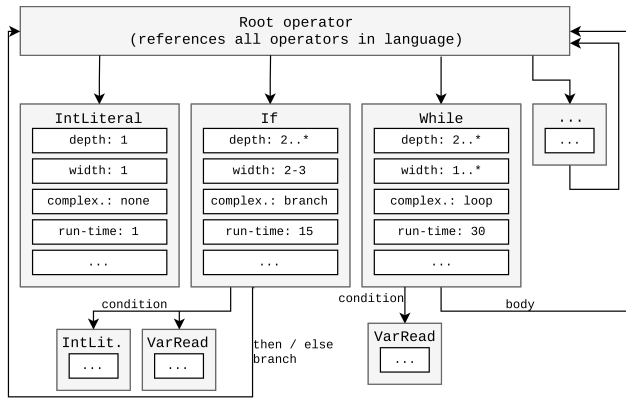 Root operator
(references all operators in language)
IntLiteral
depth: 1
width: 1
complex.: none
run-time: 1
...
If
depth: 2..*
width: 2-3
complex.: branch
run-time: 15
...
While
depth: 2..*
width: 1..*
complex.: loop
run-time: 30
...
...
...
condition
IntLit.
...
VarRead
...
then / else
branch
condition
VarRead
...
body